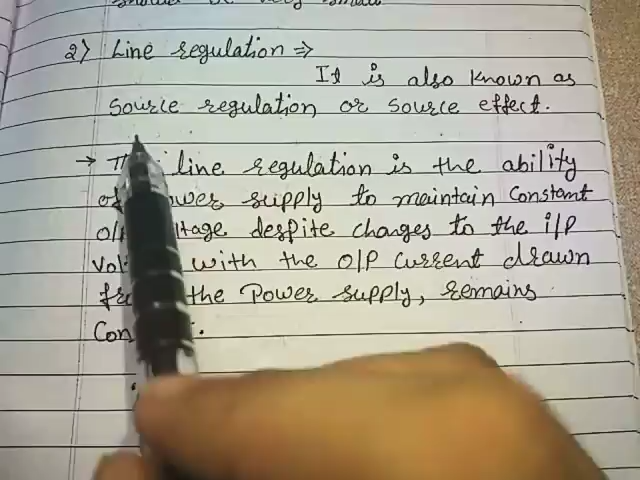 2) Line regulation ⇒
It is also known as
Source regulation or Source effect.
→ line regulation is the ability
supply to maintain Constant
despite changes to the i/P
with the O/P Current drawn
the Power supply, remains